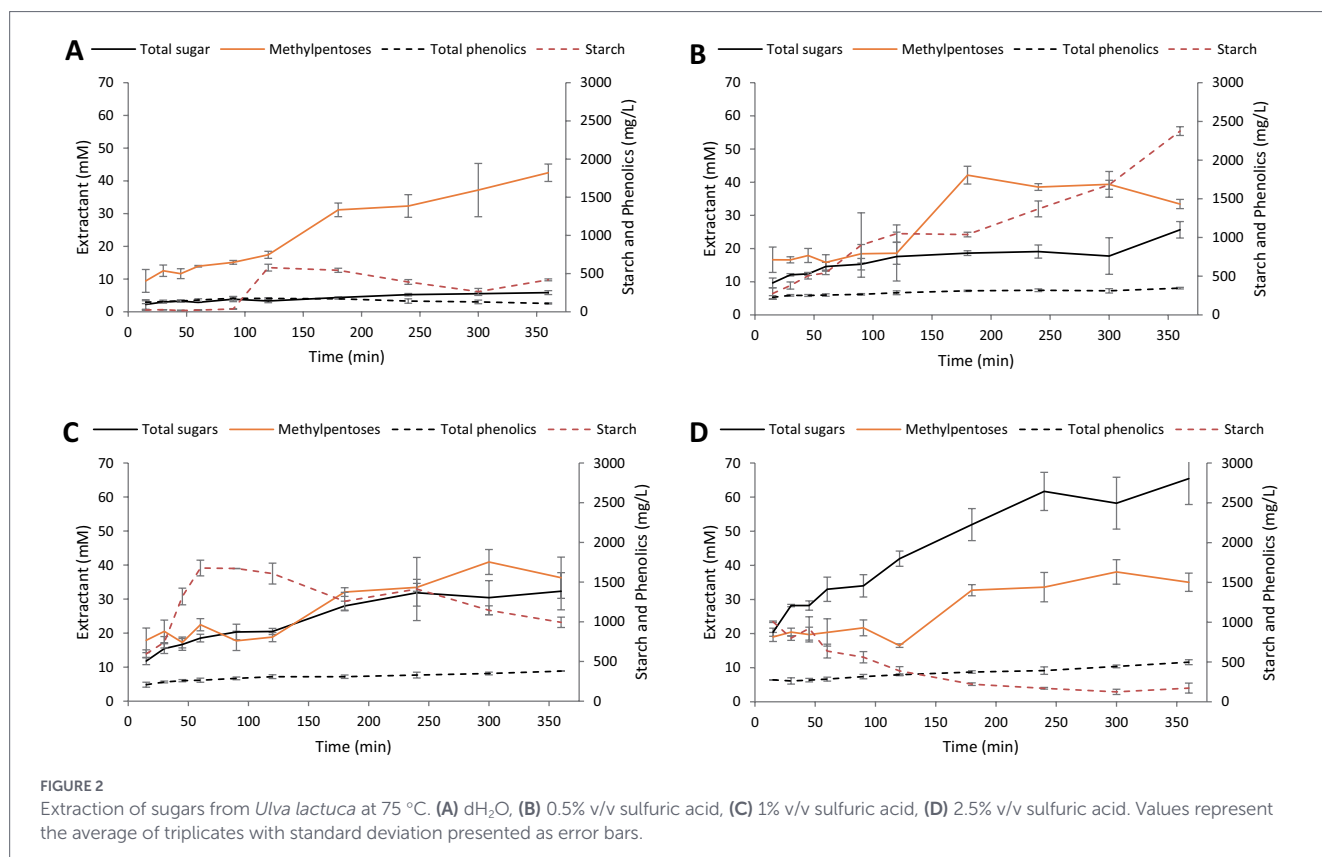 A
Total sugar Methylpentoses Total phenolics Starch
70
60
50
40
30
20
10
0
Extractant (mM)
3000
2500
2000
1500
1000
500
0
Starch and Phenolics (mg/L)
0 50 100 150 200 250 300 350
Time (min)
B
Total sugars Methylpentoses Total phenolics Starch
70
60
50
40
30
20
10
0
Extractant (mM)
3000
2500
2000
1500
1000
500
0
Starch and Phenolics (mg/L)
0 50 100 150 200 250 300 350
Time (min)
C
Total sugars Methylpentoses Total phenolics Starch
70
60
50
40
30
20
10
0
Extractant (mM)
3000
2500
2000
1500
1000
500
0
Starch and Phenolics (mg/L)
0 50 100 150 200 250 300 350
Time (min)
D
Total sugars Methylpentoses Total phenolics Starch
70
60
50
40
30
20
10
0
Extractant (mM)
3000
2500
2000
1500
1000
500
0
Starch and Phenolics (mg/L)
0 50 100 150 200 250 300 350
Time (min)
FIGURE 2
Extraction of sugars from Ulva lactuca at 75 °C. (A) dH₂O, (B) 0.5% v/v sulfuric acid, (C) 1% v/v sulfuric acid, (D) 2.5% v/v sulfuric acid. Values represent
the average of triplicates with standard deviation presented as error bars.